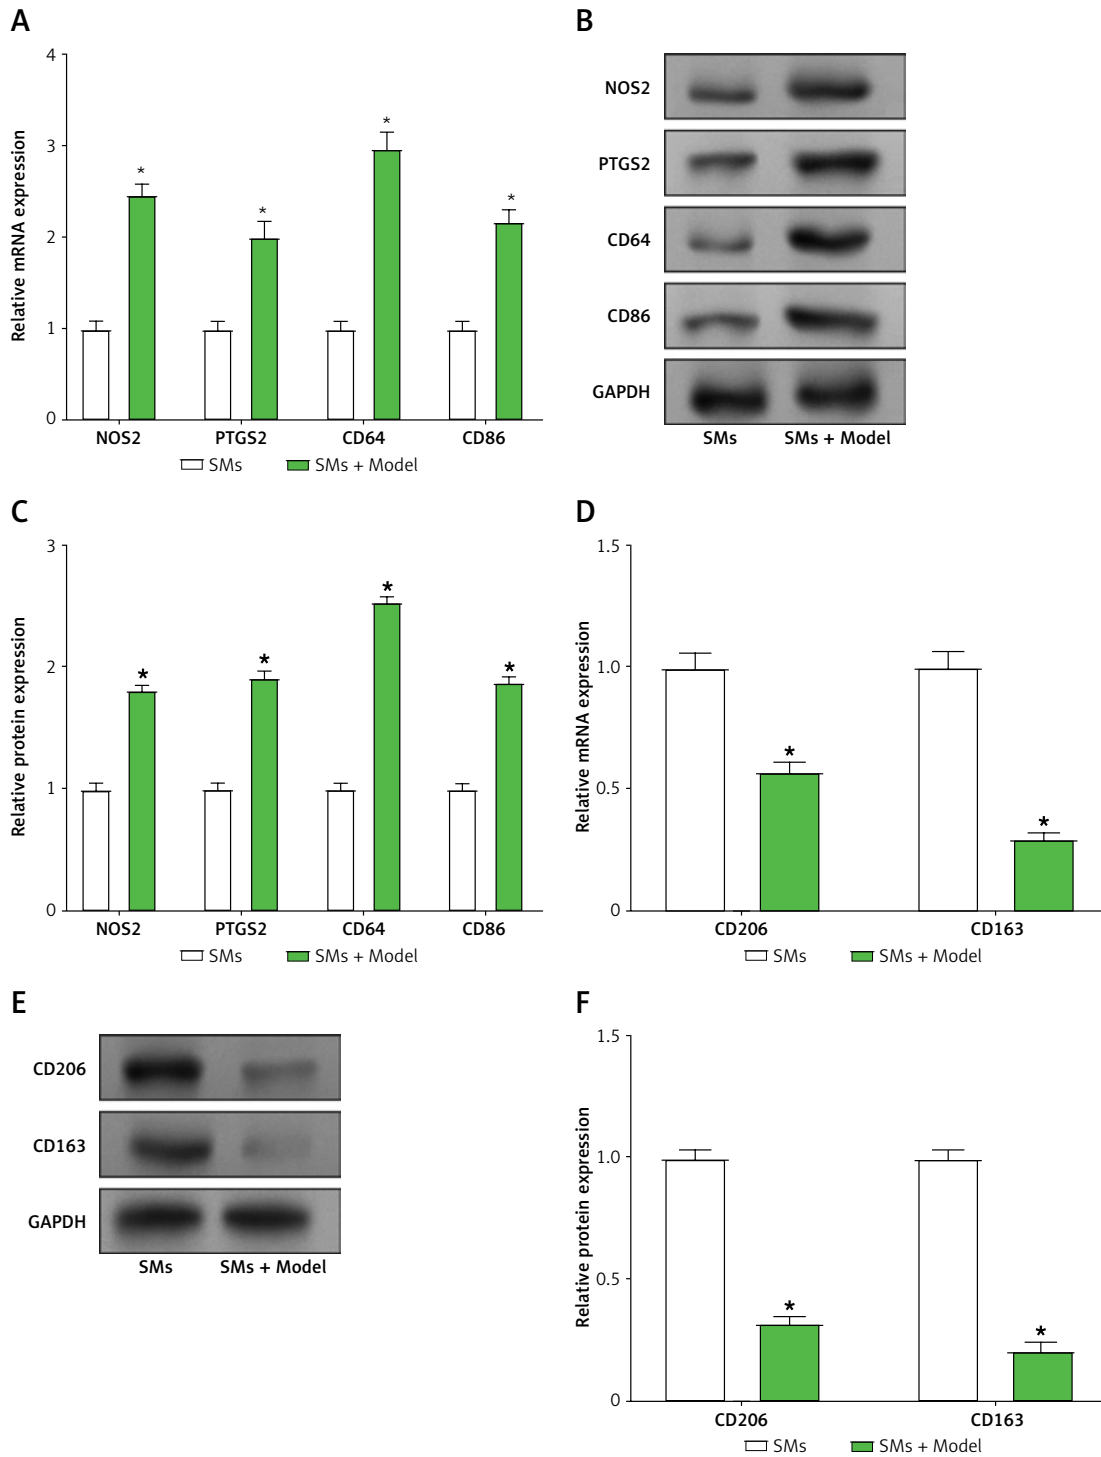 A
Relative mRNA expression
4
3
2
1
0
*
*
*
*
NOS2 PTGS2 CD64 CD86
SMs SMs + Model
B
NOS2
PTGS2
CD64
CD86
GAPDH
SMs SMs + Model
C
Relative protein expression
3
2
1
0
*
*
*
*
NOS2 PTGS2 CD64 CD86
SMs SMs + Model
D
Relative mRNA expression
1.5
1.0
0.5
0
*
*
CD206 CD163
SMs SMs + Model
E
CD206
CD163
GAPDH
SMs SMs + Model
F
Relative protein expression
1.5
1.0
0.5
0
*
*
CD206 CD163
SMs SMs + Model